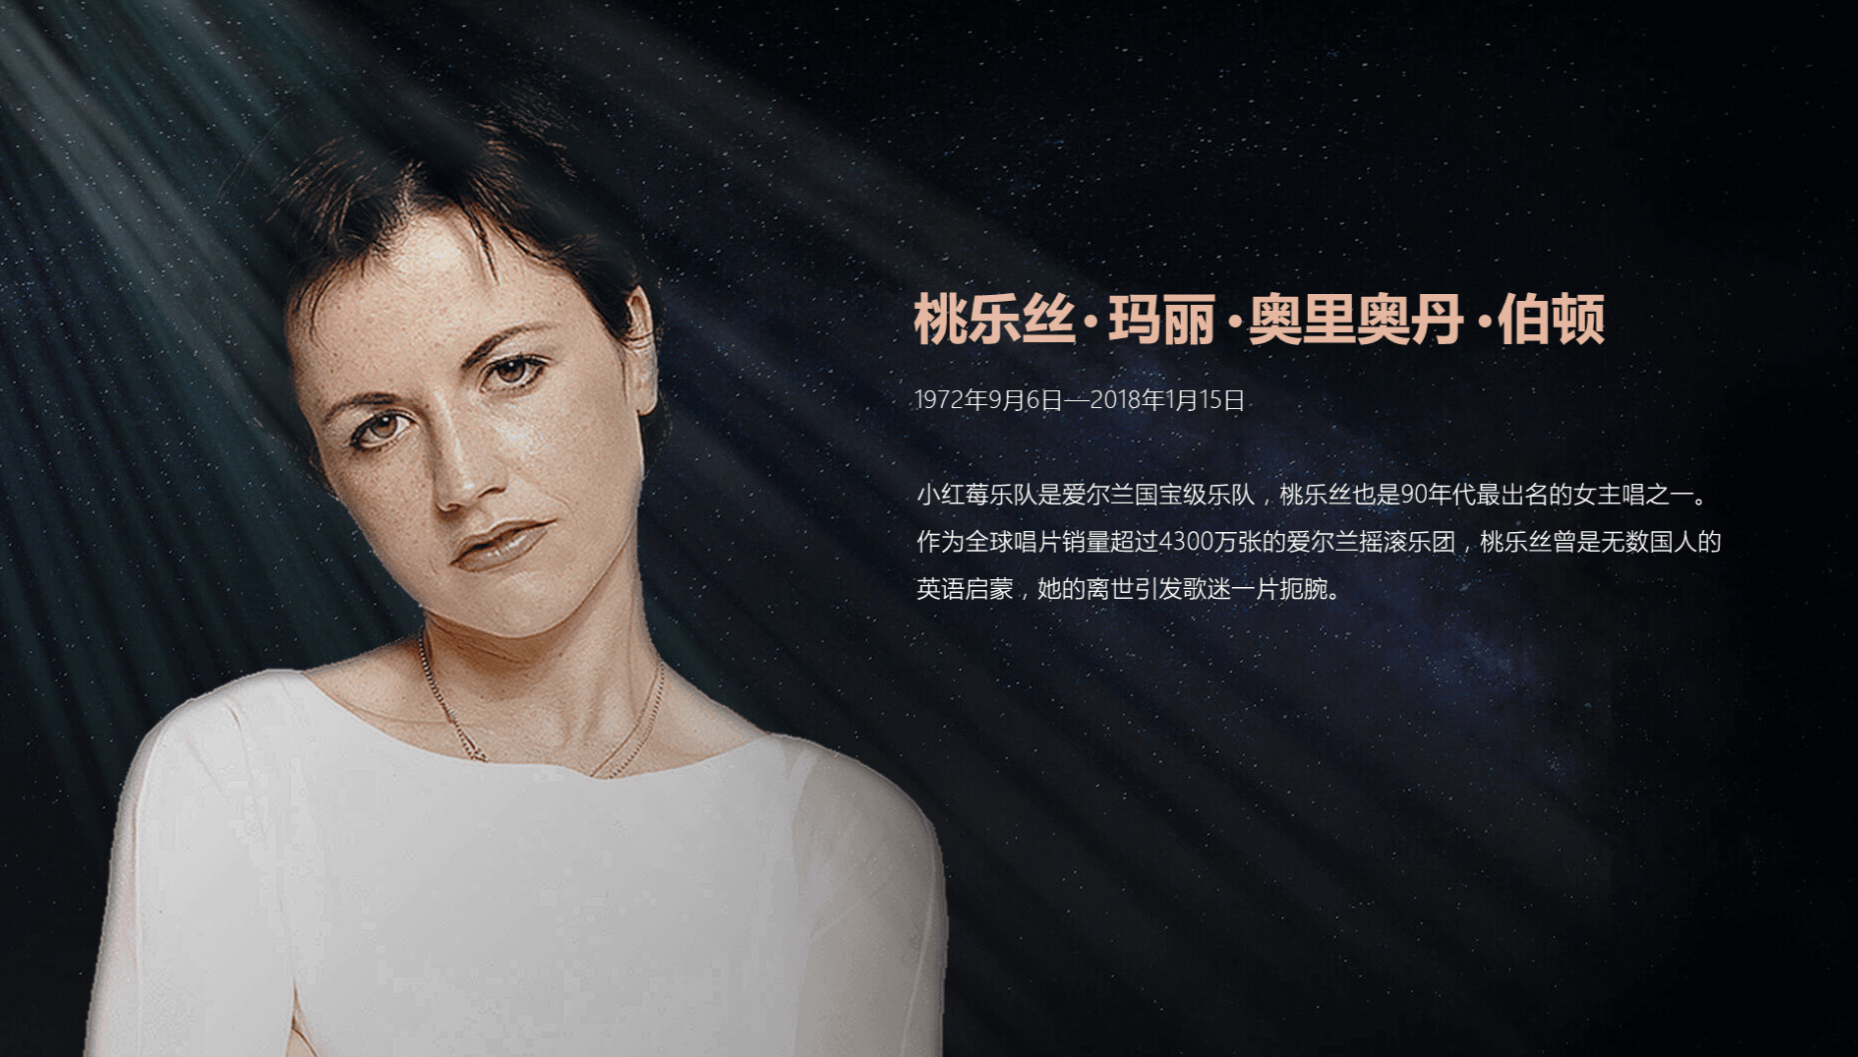 桃乐丝·玛丽·奥里奥丹·伯顿
1972年9月6日—2018年1月15日
小红莓乐队是爱尔兰国宝级乐队，桃乐丝也是90年代最出名的女主唱之一。
作为全球唱片销量超过4300万张的爱尔兰摇滚乐团，桃乐丝曾是无数国人的
英语启蒙，她的离世引发歌迷一片扼腕。